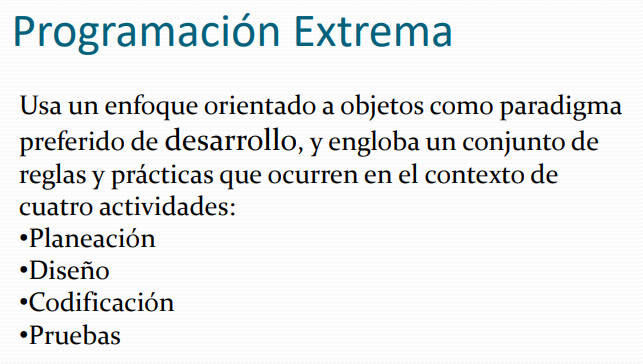 Programación Extrema
Usa un enfoque orientado a objetos como paradigma
preferido de desarrollo, y engloba un conjunto de
reglas y prácticas que ocurren en el contexto de
cuatro actividades:
•Planeación
•Diseño
•Codificación
•Pruebas